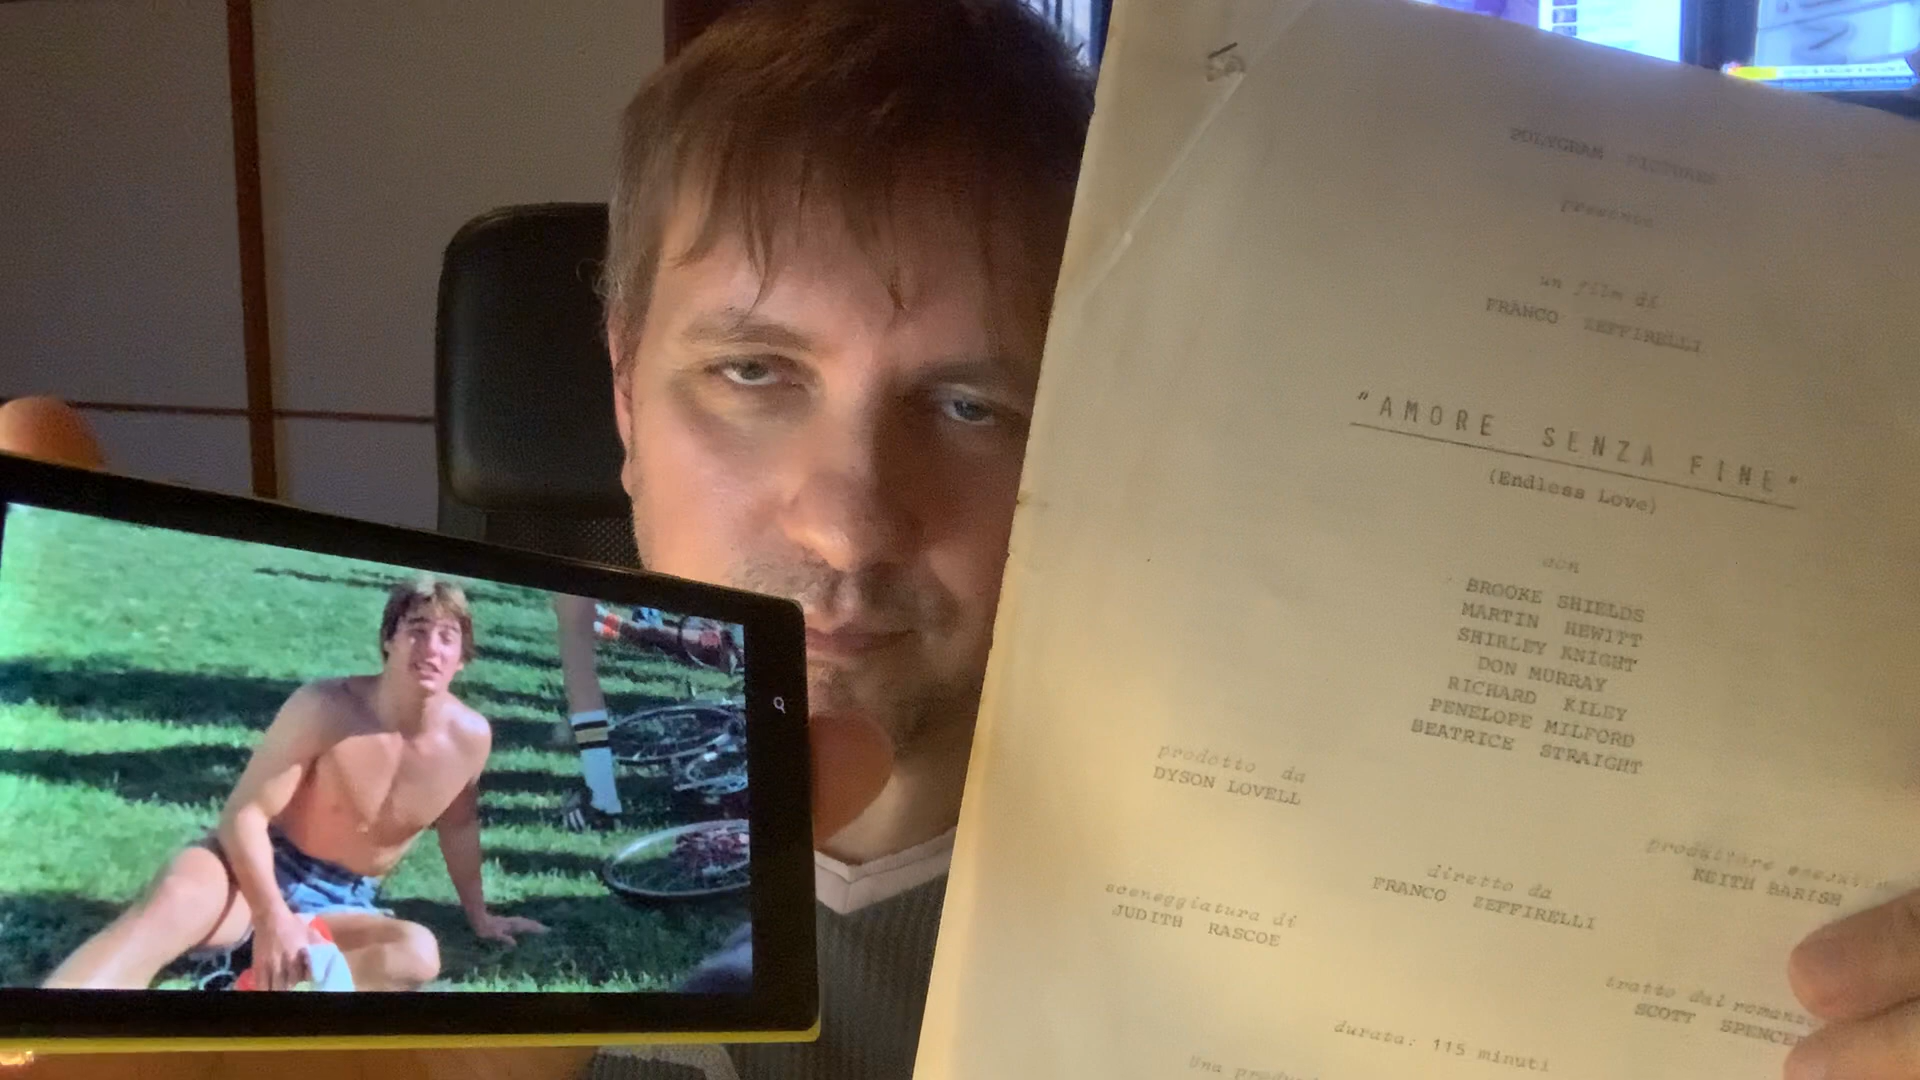 POLYGRAM PICTURES
presenta
un film di
FRANCO ZEFFIRELLI
"AMORE SENZA FINE"
(Endless Love)
con
BROOKE SHIELDS
MARTIN HEWITT
SHIRLEY KNIGHT
DON MURRAY
RICHARD KILEY
PENELOPE MILFORD
BEATRICE STRAIGHT
prodotto da
DYSON LOVELL
produttore
KEITH BARISH
diretto da
FRANCO ZEFFIRELLI
sceneggiatura di
JUDITH RASCOE
tratto dal romanzo
SCOTT SPENCER
durata: 115 minuti
Una